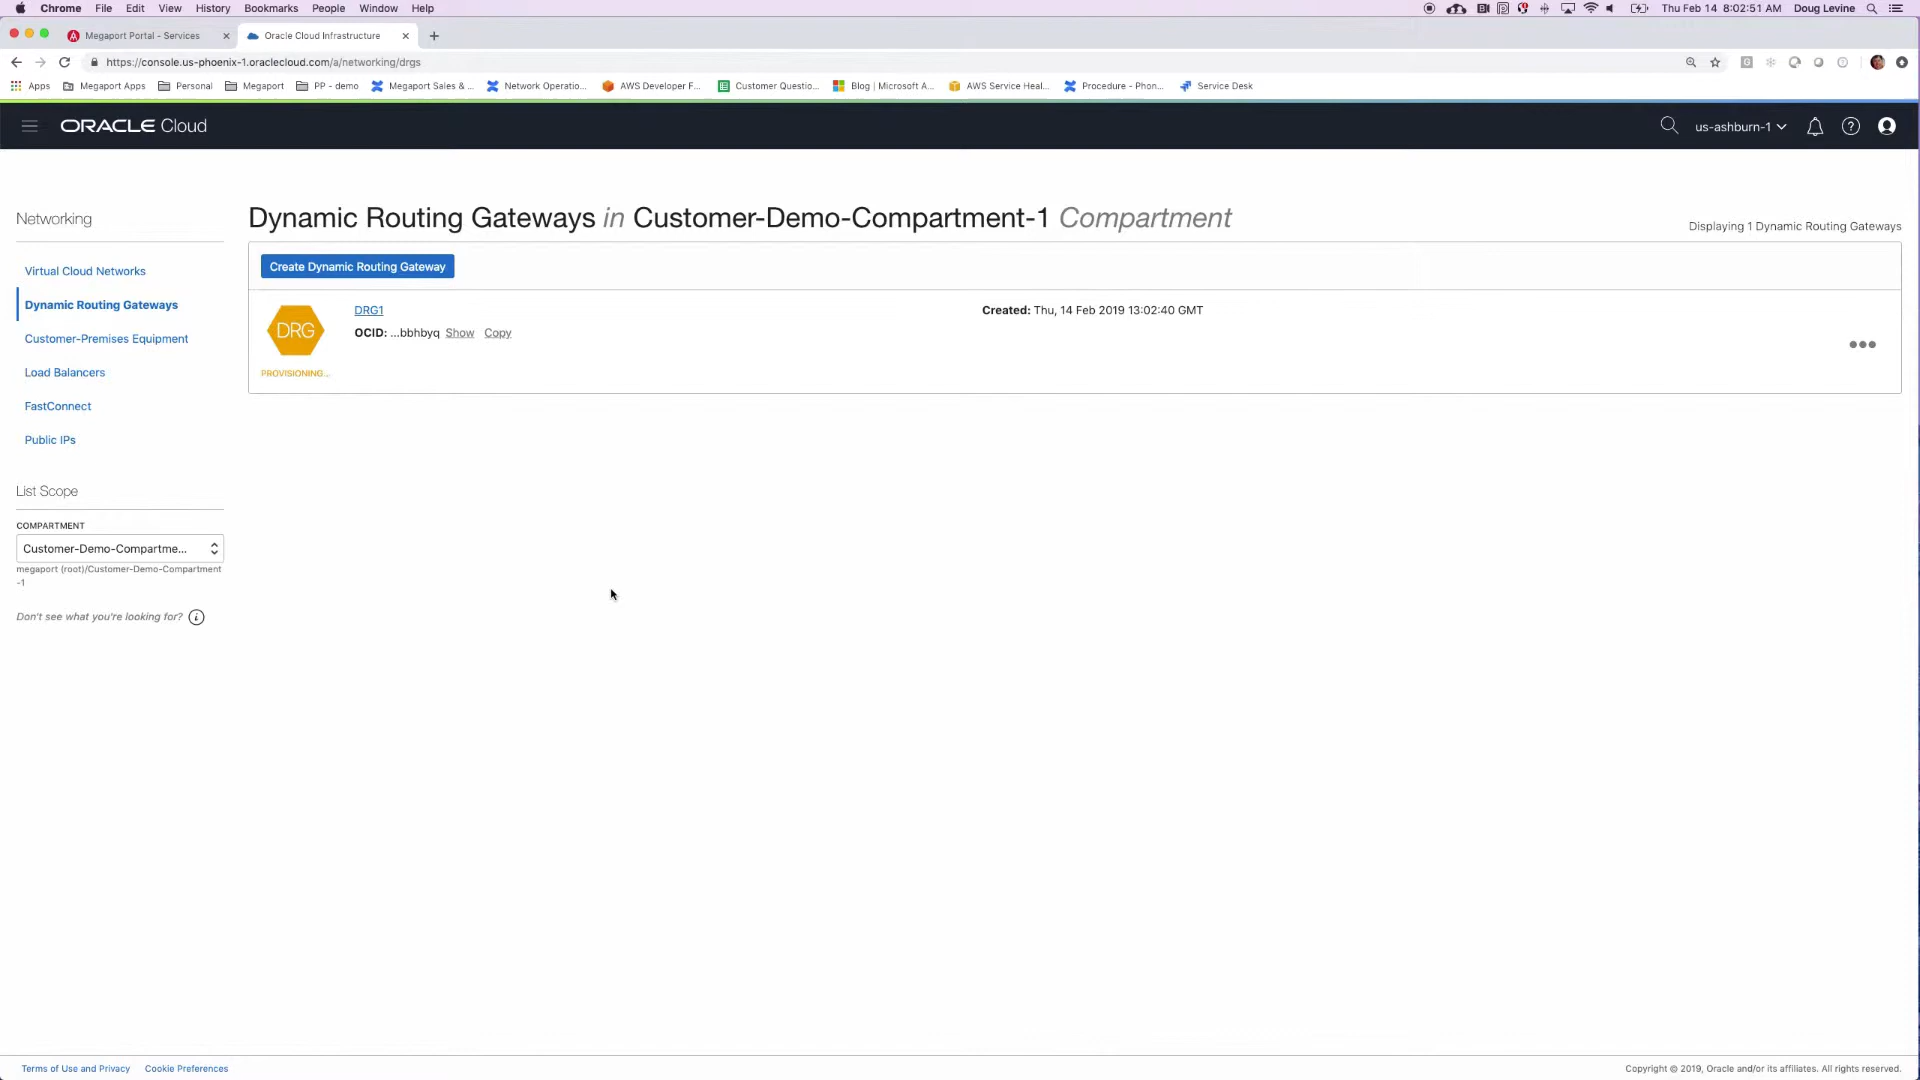 Chrome File Edit View History Bookmarks People Window Help
Thu Feb 14 8:02:51 AM Doug Levine
Megaport Portal - Services
Oracle Cloud Infrastructure
https://console.us-phoenix-1.oraclecloud.com/a/networking/drgs
Apps Megaport Apps Personal Megaport PP - demo Megaport Sales & ... Network Operatio... AWS Developer F... Customer Questio... Blog | Microsoft A... AWS Service Heal... Procedure - Phon... Service Desk
ORACLE Cloud
us-ashburn-1
Networking
Virtual Cloud Networks
Dynamic Routing Gateways
Customer-Premises Equipment
Load Balancers
FastConnect
Public IPs
List Scope
COMPARTMENT
Customer-Demo-Compartme...
megaport (root)/Customer-Demo-Compartment
-1
Don't see what you're looking for?
Dynamic Routing Gateways in Customer-Demo-Compartment-1 Compartment
Displaying 1 Dynamic Routing Gateways
Create Dynamic Routing Gateway
DRG
PROVISIONING...
DRG1
OCID: ...bbhbyq Show Copy
Created: Thu, 14 Feb 2019 13:02:40 GMT
Terms of Use and Privacy Cookie Preferences
Copyright © 2019, Oracle and/or its affiliates. All rights reserved.